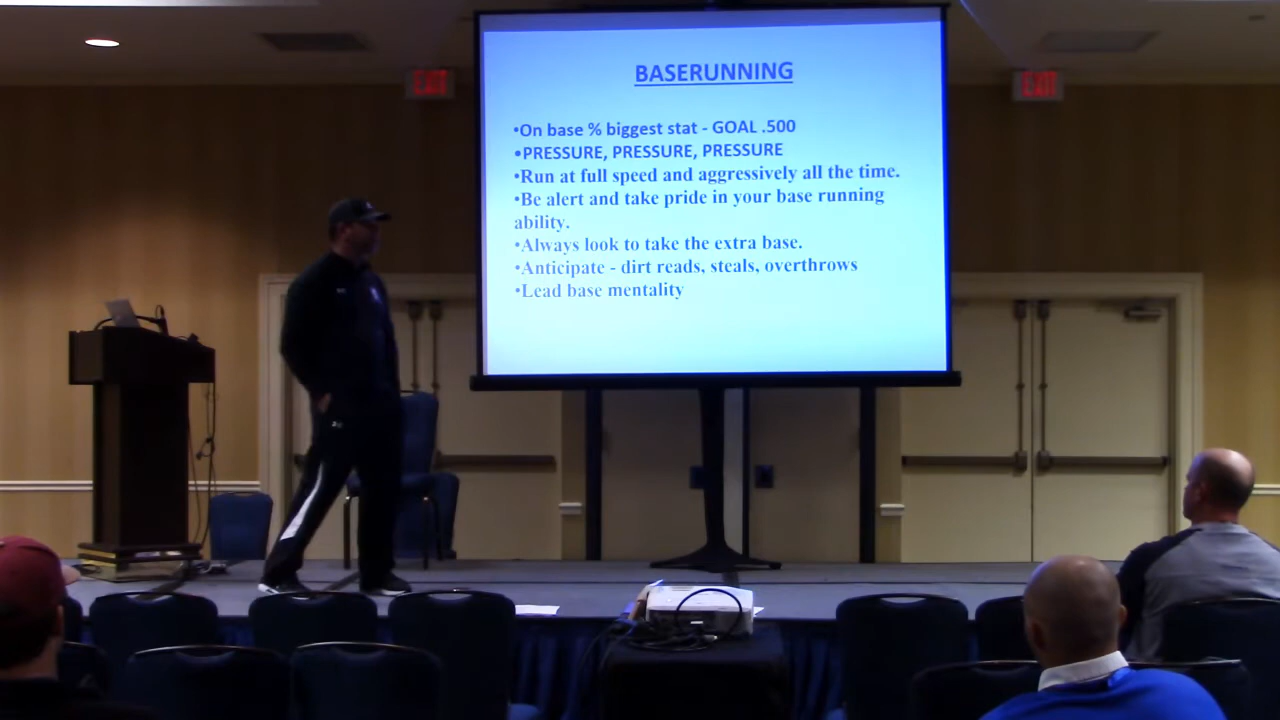 EXIT
EXIT
BASERUNNING
•On base % biggest stat - GOAL .500
•PRESSURE, PRESSURE, PRESSURE
•Run at full speed and aggressively all the time.
•Be alert and take pride in your base running
ability.
•Always look to take the extra base.
•Anticipate - dirt reads, steals, overthrows
•Lead base mentality